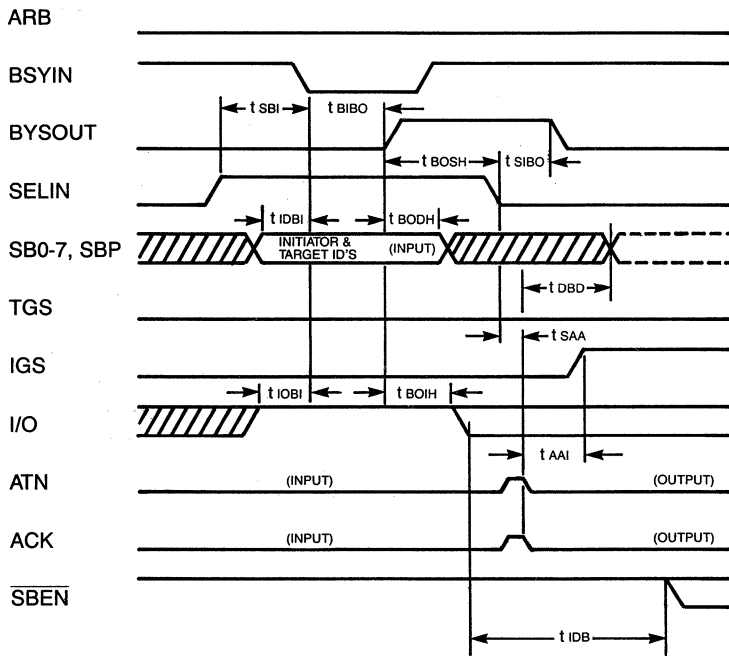 ARB
BSYIN
t SBI t BIBO
BYSOUT
t BOSH t SIBO
SELIN
t IDBI t BODH
SB0-7, SBP INITIATOR & TARGET ID'S (INPUT)
t DBD
TGS
t SAA
IGS
t IOBI t BOIH
I/O
t AAI
ATN (INPUT) (OUTPUT)
ACK (INPUT) (OUTPUT)
SBEN
t IDB